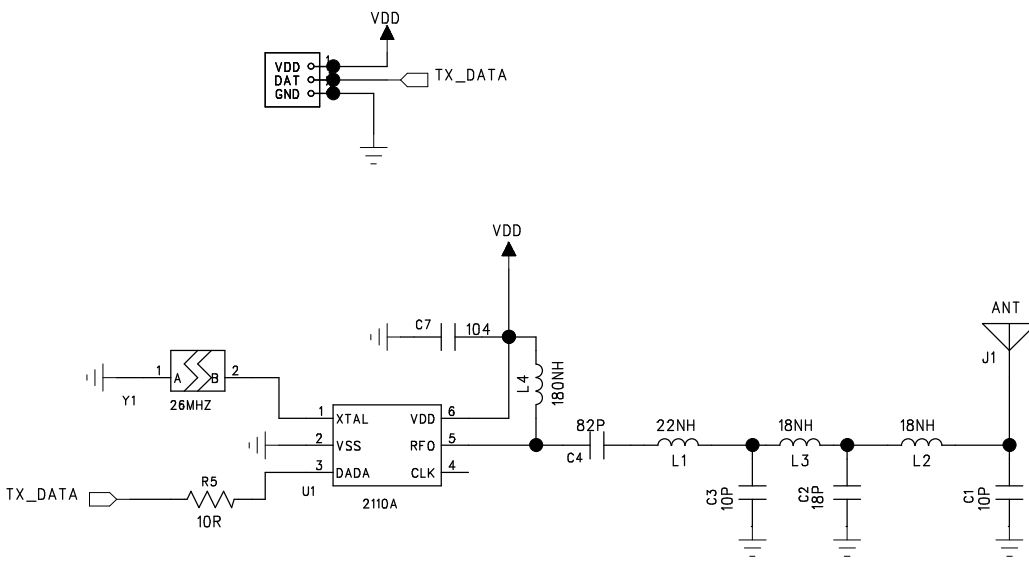 VDD
VDD 1
DAT TX_DATA
GND
VDD
C7 104
ANT
J1
L4 180NH
1 A B 2
Y1 26MHZ
1 XTAL VDD 6
2 VSS RFO 5
3 DADA CLK 4
U1 2110A
TX_DATA
R5
10R
82P
C4
22NH
L1
18NH
L3
18NH
L2
C3 10P
C2 18P
C1 10P